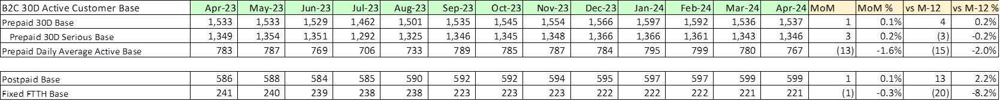 B2C 30D Active Customer Base Apr-23 May-23 Jun-23 Jul-23 Aug-23 Sep-23 Oct-23 Nov-23 Dec-23 Jan-24 Feb-24 Mar-24 Apr-24 MoM MoM % vs M-12 vs M-12 %
Prepaid 30D Base 1,533 1,533 1,529 1,462 1,501 1,535 1,545 1,554 1,566 1,597 1,592 1,536 1,537 1 0.1% 4 0.2%
Prepaid 30D Serious Base 1,349 1,354 1,351 1,292 1,325 1,346 1,345 1,348 1,366 1,366 1,361 1,343 1,346 3 0.2% (3) -0.2%
Prepaid Daily Average Active Base 783 787 769 706 733 789 785 787 784 795 799 780 767 (13) -1.6% (15) -2.0%
Postpaid Base 586 588 584 585 590 592 592 594 595 597 597 599 599 1 0.1% 13 2.2%
Fixed FTTH Base 241 240 239 238 238 223 223 223 222 222 222 221 221 (1) -0.3% (20) -8.2%